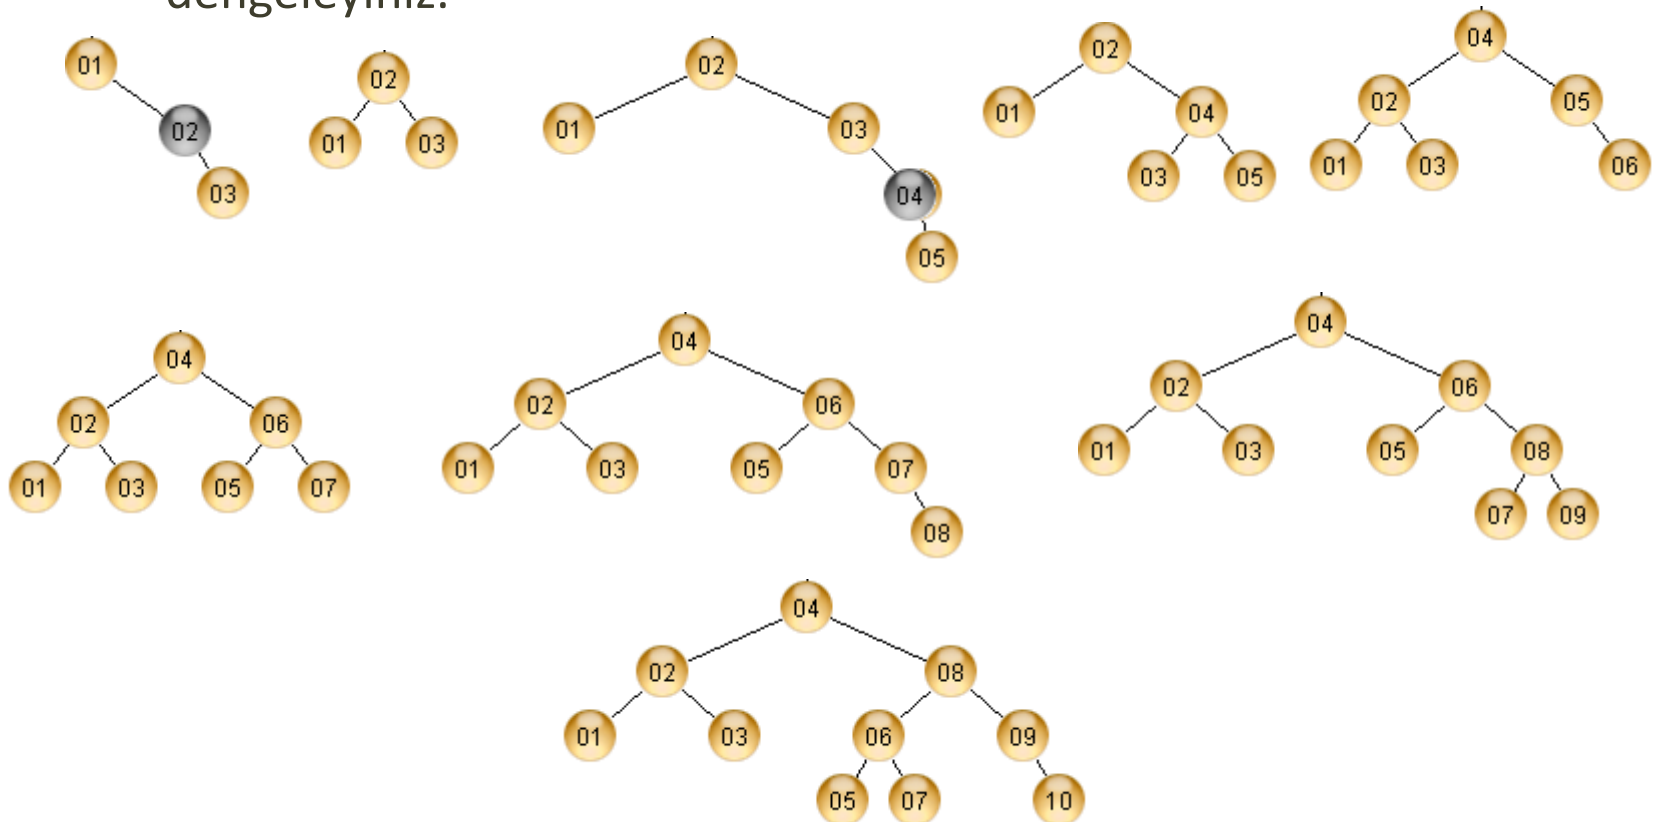 dengeleyiniz.
01 02 03
02 01 03
02 01 03 04 05
02 01 04 03 05
04 02 05 01 03 06
04 02 06 01 03 05 07
04 02 06 01 03 05 07 08
04 02 06 01 03 05 08 07 09
04 02 08 01 03 06 09 05 07 10